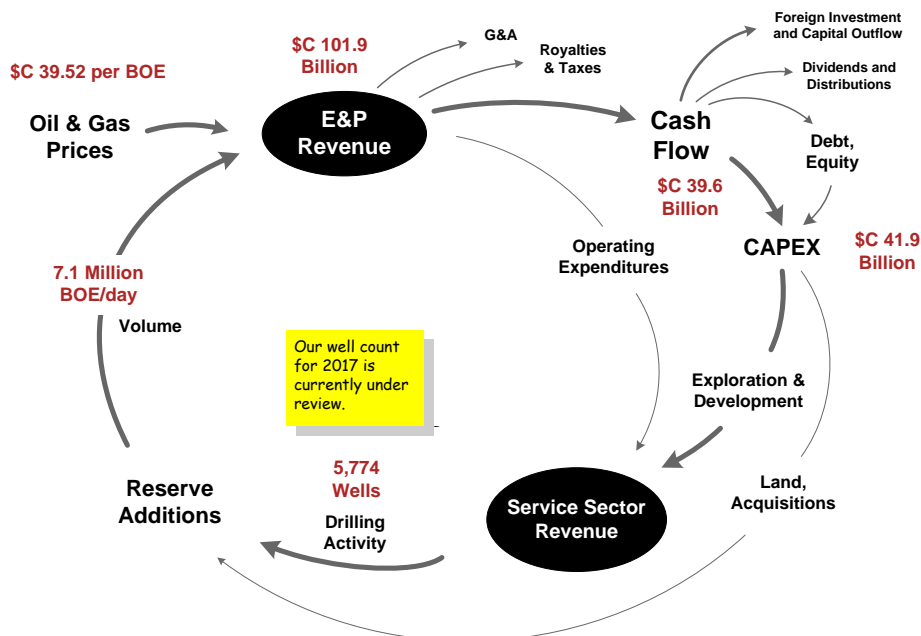 Foreign Investment
and Capital Outflow
$C 101.9
Billion
G&A
Royalties
& Taxes
$C 39.52 per BOE
Dividends and
Distributions
Oil & Gas
Prices
E&P
Revenue
Cash
Flow
Debt,
Equity
$C 39.6
Billion
CAPEX
$C 41.9
Billion
Operating
Expenditures
7.1 Million
BOE/day
Volume
Our well count
for 2017 is
currently under
review.
Exploration &
Development
5,774
Wells
Reserve
Additions
Drilling
Activity
Service Sector
Revenue
Land,
Acquisitions